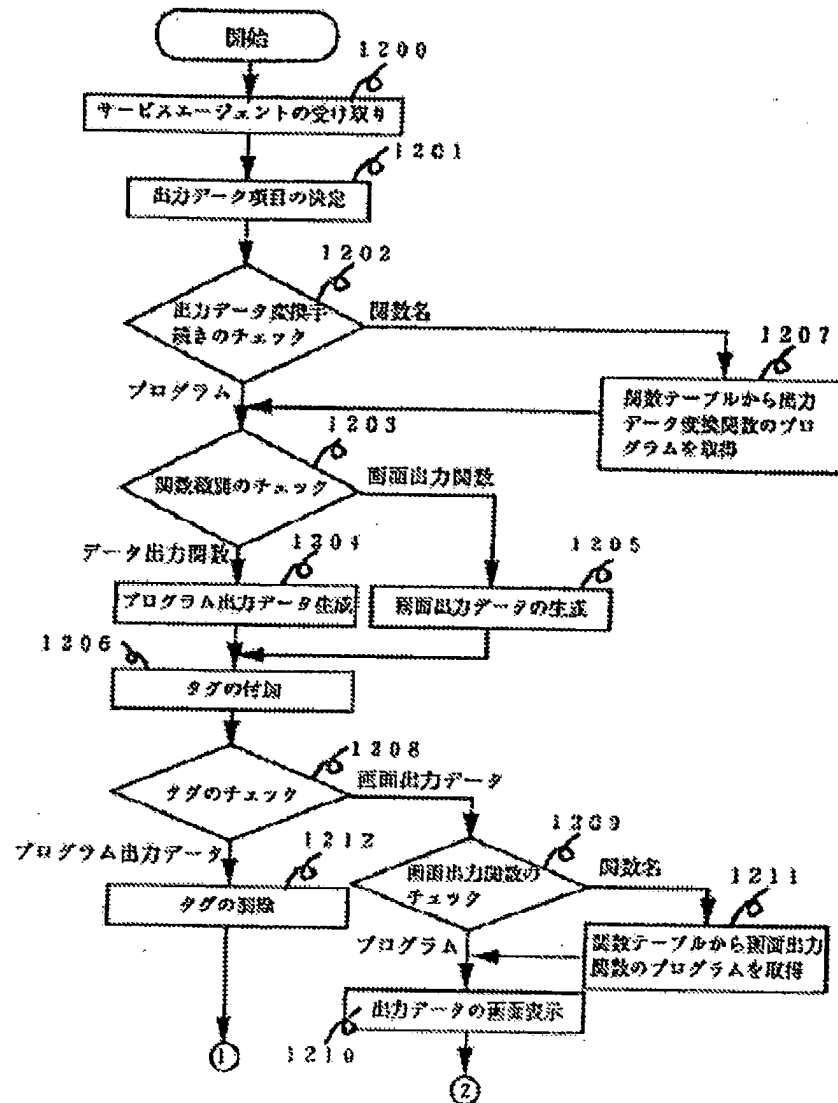 開始
1200
サービスエージェントの受け取り
1201
出力データ項目の決定
1202
出力データ変換手
続きのチェック
関数名
1207
プログラム
関数テーブルから出力
データ変換関数のプロ
グラムを取得
1203
関数種別のチェック
画面出力関数
データ出力関数
1204
1205
プログラム出力データ生成
画面出力データの生成
1206
タグの付加
1208
タグのチェック
画面出力データ
1209
プログラム出力データ
1212
画面出力関数の
チェック
関数名
1211
タグの削除
プログラム
関数テーブルから画面出力
関数のプログラムを取得
出力データの画面表示
1210
①
②